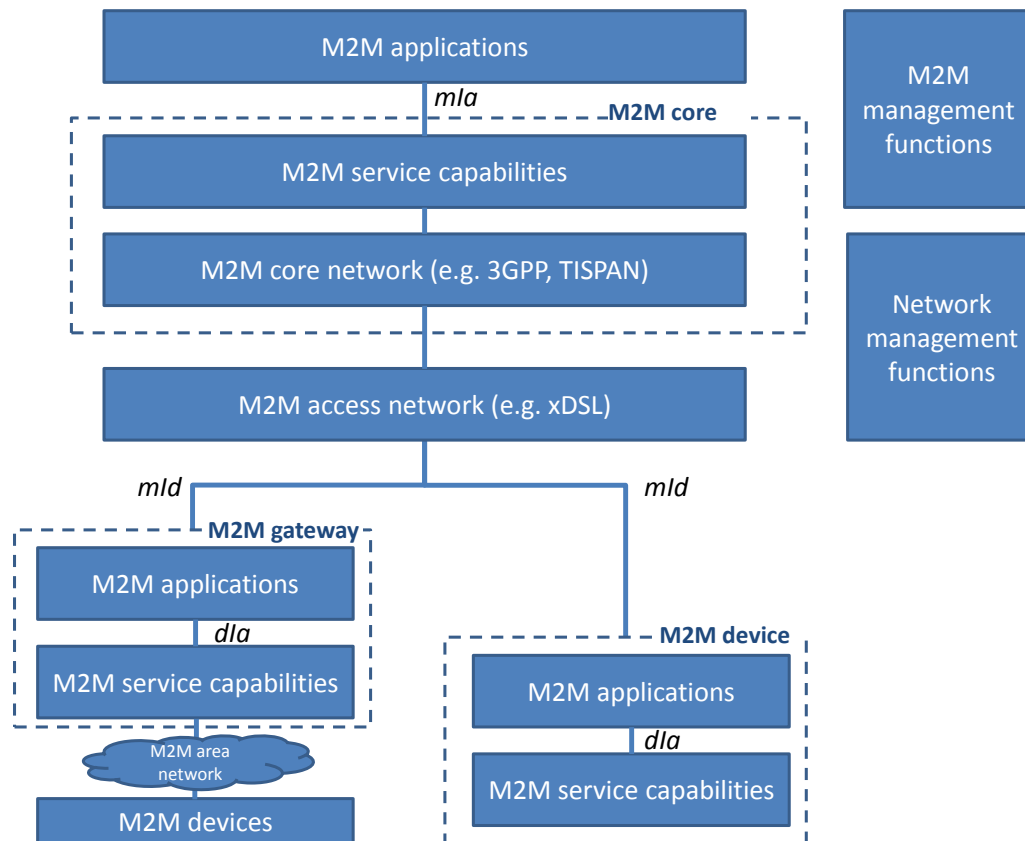 M2M applications
mIa
M2M core
M2M service capabilities
M2M core network (e.g. 3GPP, TISPAN)
M2M access network (e.g. xDSL)
M2M
management
functions
Network
management
functions
mId
mId
M2M gateway
M2M applications
dIa
M2M service capabilities
M2M area
network
M2M devices
M2M device
M2M applications
dIa
M2M service capabilities